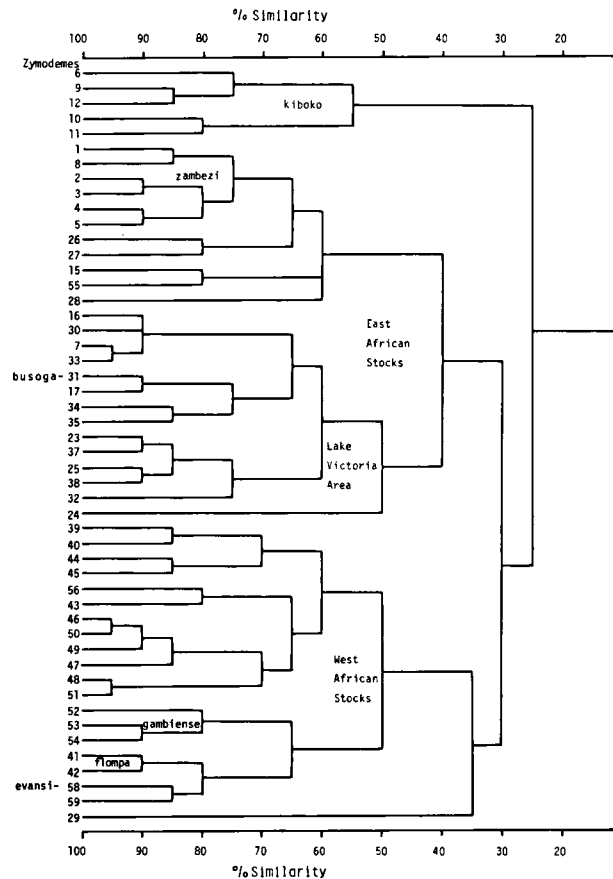 % Similarity
100 90 80 70 60 50 40 30 20
Zymodemes
6
9
12
kiboko
10
11
1
8
zambezi
2
3
4
5
26
27
15
55
28
16
East
30
African
7
Stocks
33
busoga- 31
17
34
35
23
Lake
37
Victoria
25
Area
38
32
24
39
40
44
45
56
43
46
50
49
West
47
African
48
Stocks
51
52
gambiense
53
54
41
flompa
42
evansi- 58
59
29
100 90 80 70 60 50 40 30 20
% Similarity